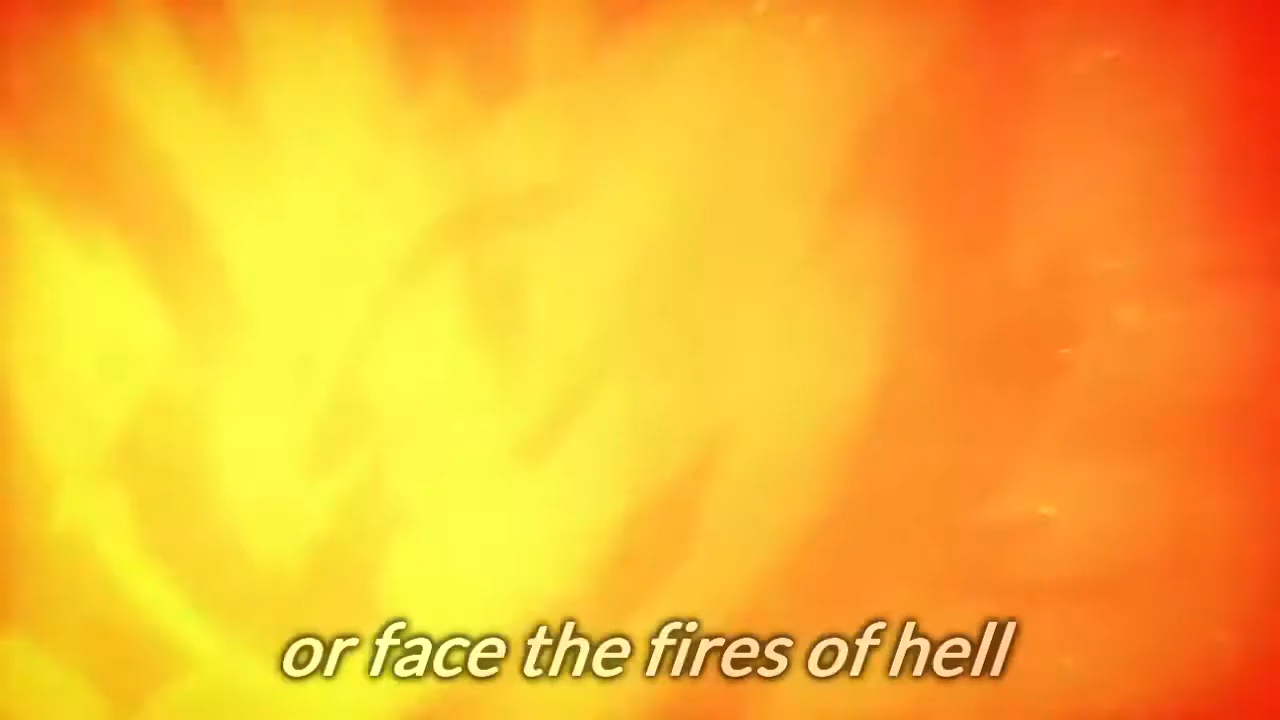 or face the fires of hell